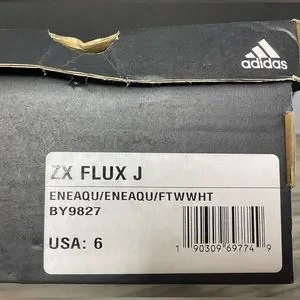 adidas
ZX FLUX J
ENEAQU/ENEAQU/FTWWHT
BY9827
USA: 6
1 90309 69774 9